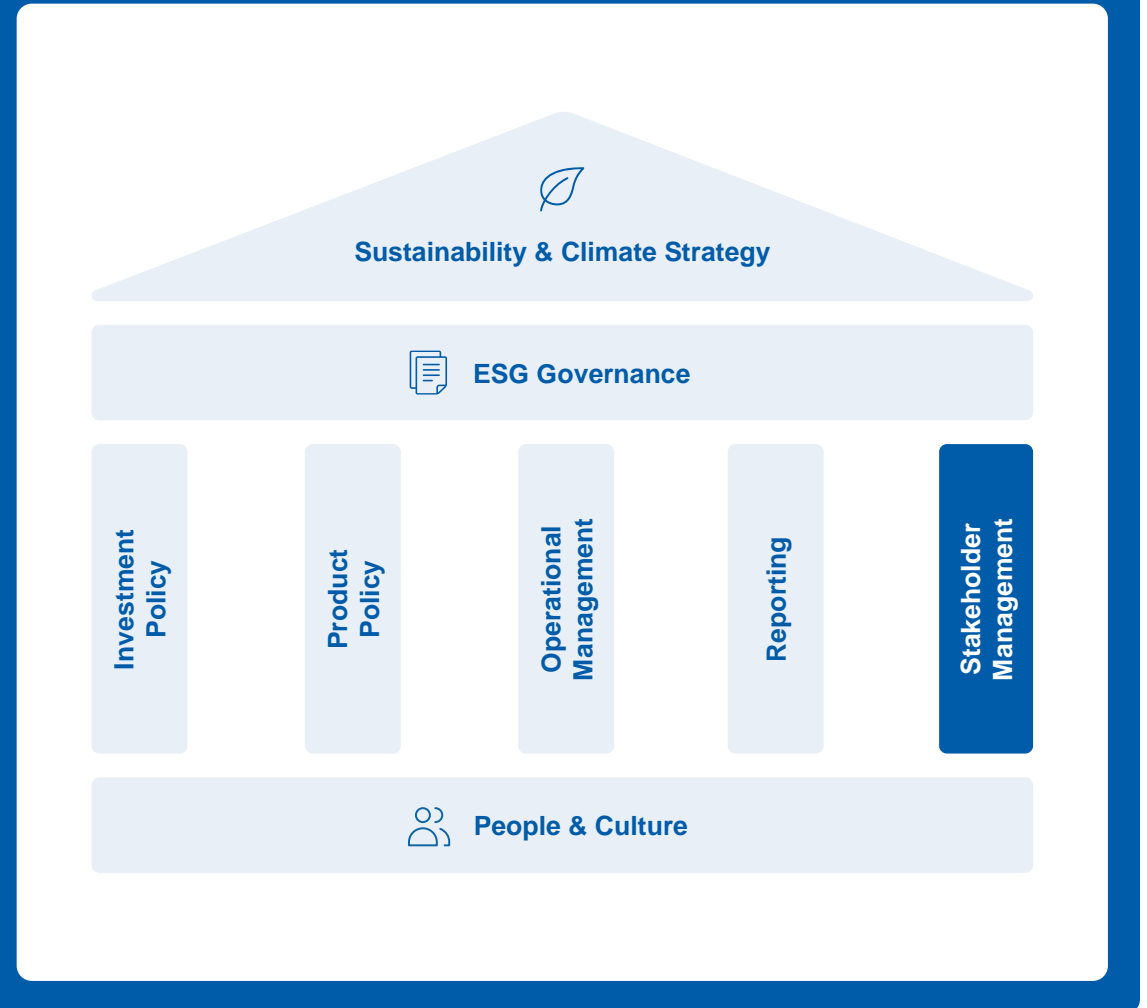 Sustainability & Climate Strategy
ESG Governance
Investment
Policy
Product
Policy
Operational
Management
Reporting
Stakeholder
Management
People & Culture